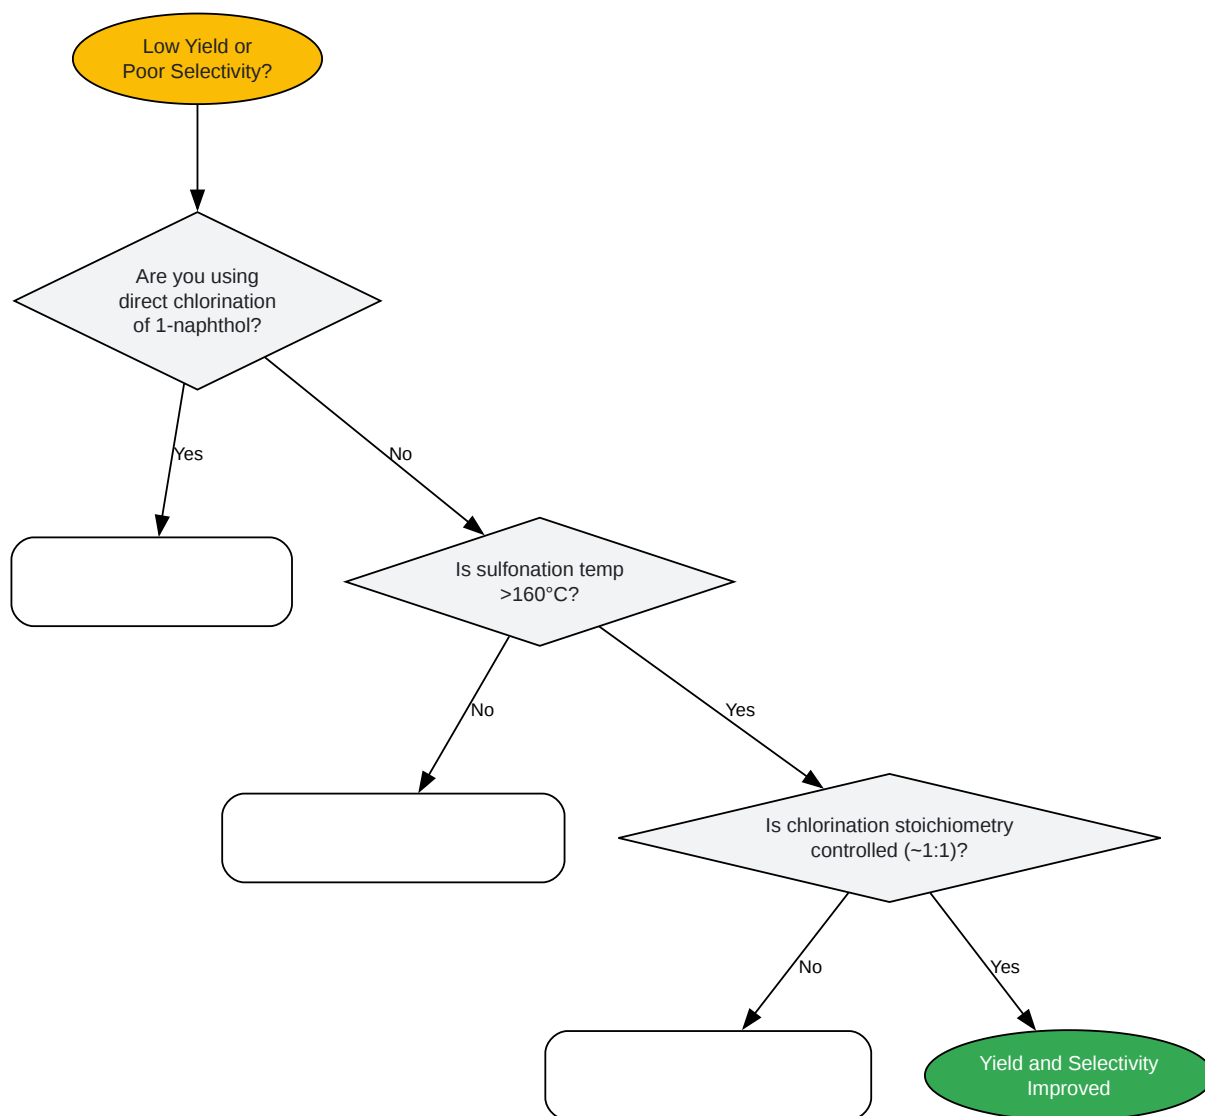 Low Yield or
Poor Selectivity?
Are you using
direct chlorination
of 1-naphthol?
Yes
No
Is sulfonation temp
>160°C?
No
Yes
Is chlorination stoichiometry
controlled (~1:1)?
No
Yes
Yield and Selectivity
Improved